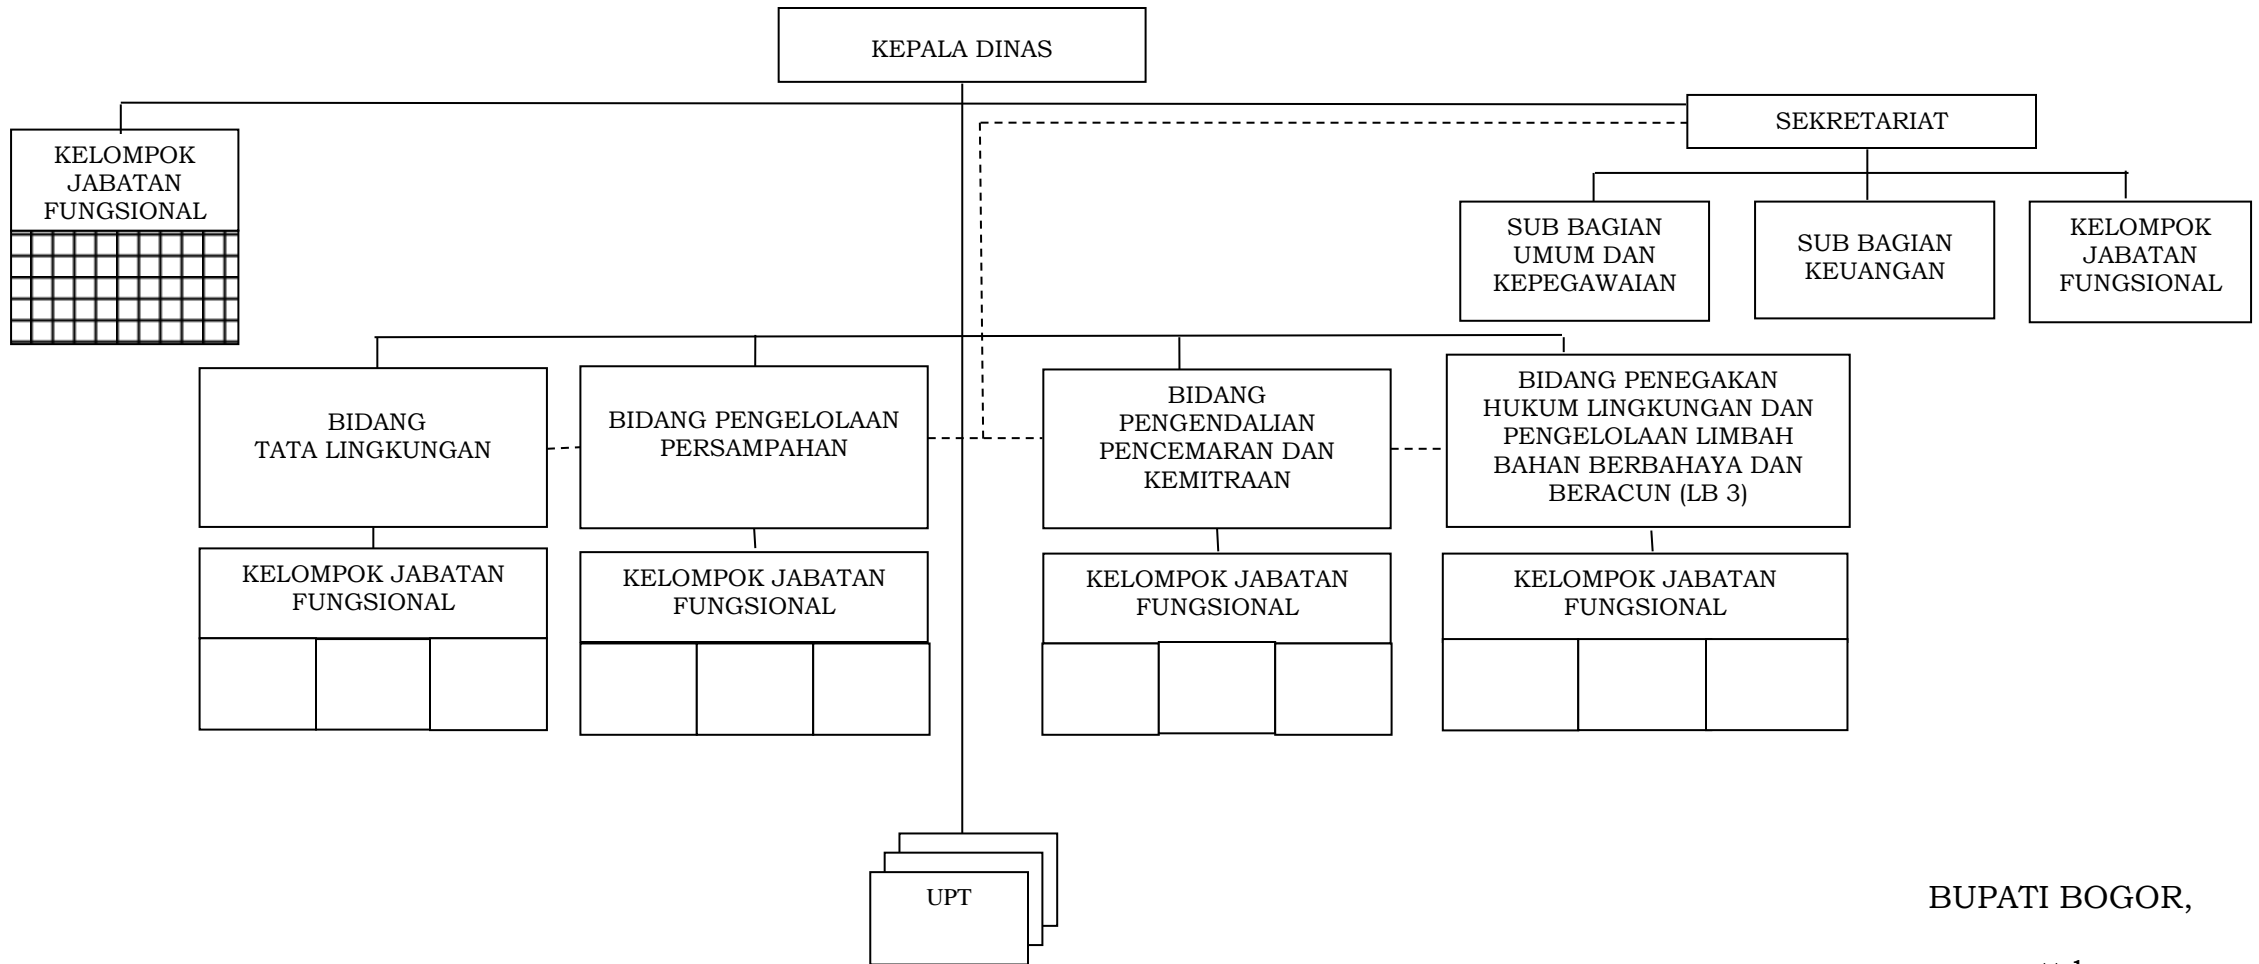 KEPALA DINAS
SEKRETARIAT
KELOMPOK
JABATAN
FUNGSIONAL
SUB BAGIAN
UMUM DAN
KEPEGAWAIAN
SUB BAGIAN
KEUANGAN
KELOMPOK
JABATAN
FUNGSIONAL
BIDANG
TATA LINGKUNGAN
BIDANG PENGELOLAAN
PERSAMPAHAN
BIDANG
PENGENDALIAN
PENCEMARAN DAN
KEMITRAAN
BIDANG PENEGAKAN
HUKUM LINGKUNGAN DAN
PENGELOLAAN LIMBAH
BAHAN BERBAHAYA DAN
BERACUN (LB 3)
KELOMPOK JABATAN
FUNGSIONAL
KELOMPOK JABATAN
FUNGSIONAL
KELOMPOK JABATAN
FUNGSIONAL
KELOMPOK JABATAN
FUNGSIONAL
UPT
BUPATI BOGOR,